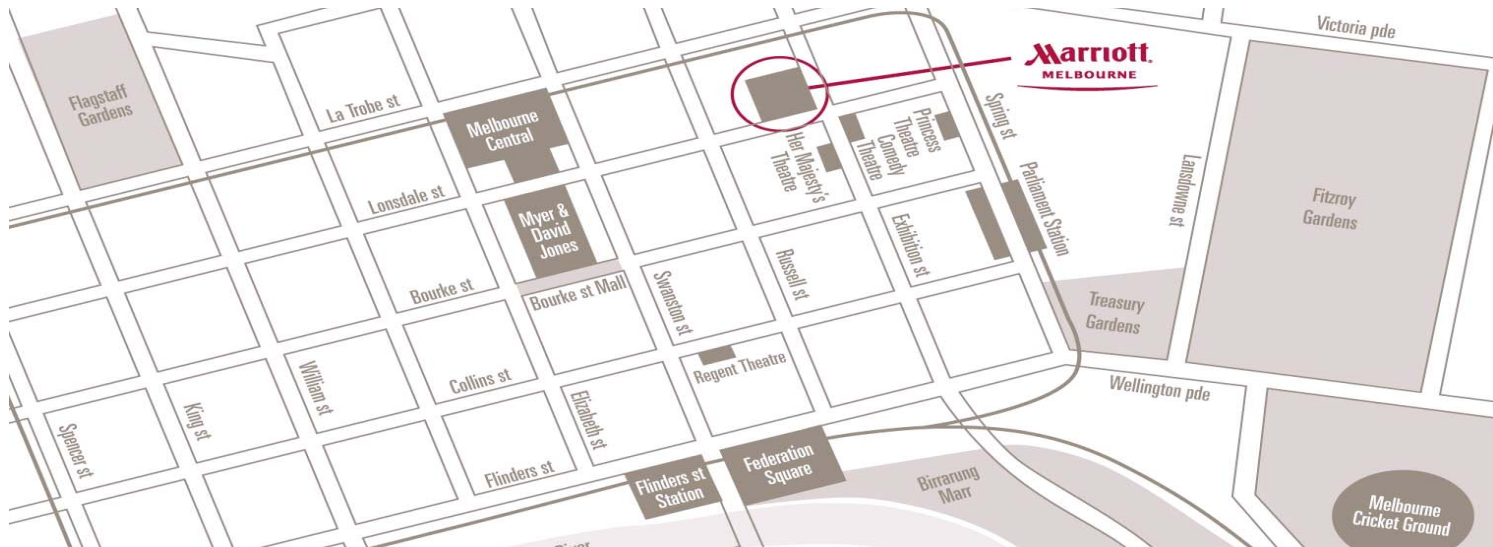 Victoria pde
Marriott
MELBOURNE
Flagstaff
Gardens
La Trobe st
Melbourne
Central
Her Majesty's
Theatre
Princess
Theatre
Comedy
Theatre
Spring st
Parliament Station
Lansdowne st
Fitzroy
Gardens
Lonsdale st
Myer &
David
Jones
Bourke st
Bourke st Mall
Swanston st
Russell st
Exhibition st
Treasury
Gardens
Spencer st
King st
William st
Collins st
Elizabeth st
Regent Theatre
Wellington pde
Flinders st
Flinders st
Station
Federation
Square
Birrarung
Marr
Melbourne
Cricket Ground